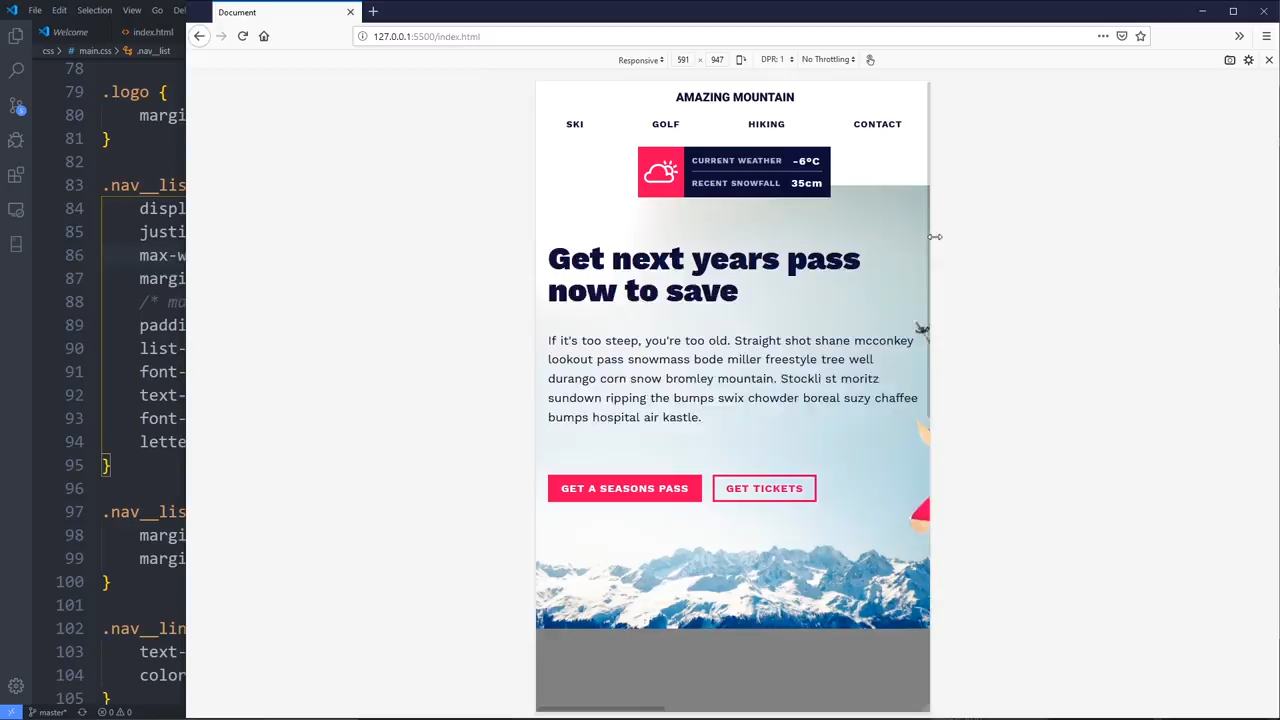 File Edit Selection View Go De
Document
Welcome
index.html
127.0.0.1:5500/index.html
css > # main.css > .nav_list
Responsive 591 × 947 DPR: 1 No Throttling
78
79 .logo {
80 margi
81 }
82
83 .nav__lis
84 displ
85 justi
86 max-w
87 margi
88 /* mo
89 paddi
90 list-
91 font-
92 text-
93 font-
94 lette
95 }
96
97 .nav__lis
98 margi
99 margi
100 }
101
102 .nav__lin
103 text-
104 color
105 }
master* 0 0
AMAZING MOUNTAIN
SKI GOLF HIKING CONTACT
CURRENT WEATHER -6°C
RECENT SNOWFALL 35cm
Get next years pass
now to save
If it's too steep, you're too old. Straight shot shane mcconkey
lookout pass snowmass bode miller freestyle tree well
durango corn snow bromley mountain. Stockli st moritz
sundown ripping the bumps swix chowder boreal suzy chaffee
bumps hospital air kastle.
GET A SEASONS PASS GET TICKETS